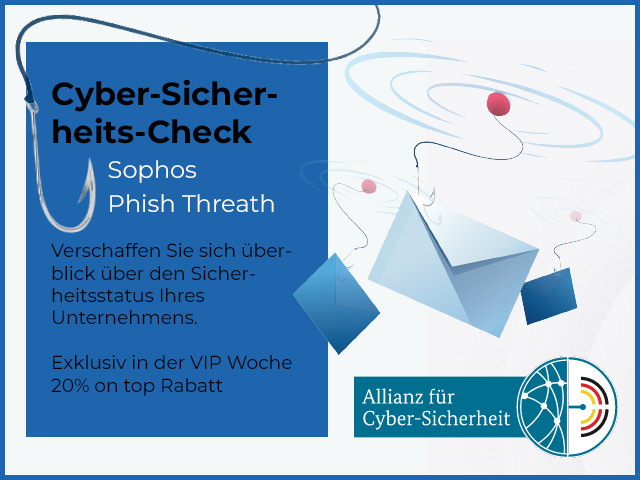 Cyber-Sicher-
heits-Check
Sophos
Phish Threath
Verschaffen Sie sich über-
blick über den Sicher-
heitsstatus Ihres
Unternehmens.
Exklusiv in der VIP Woche
20% on top Rabatt
Allianz für
Cyber-Sicherheit